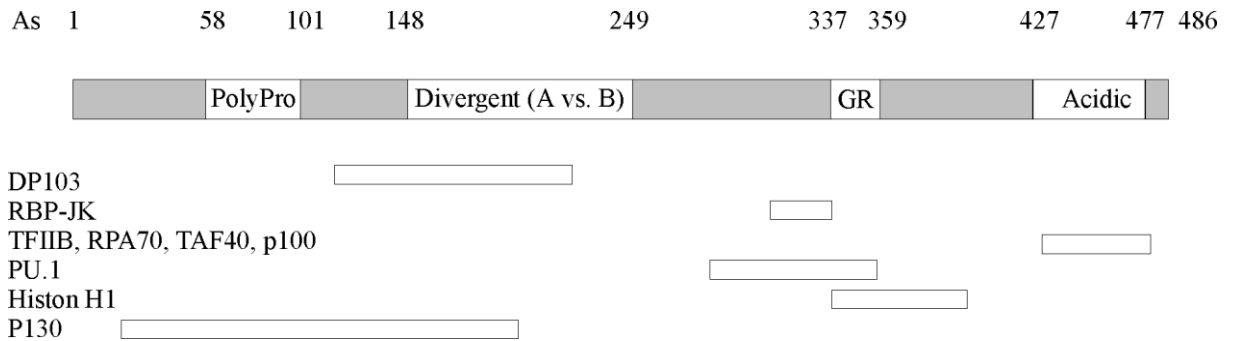 As 1 58 101 148 249 337 359 427 477 486
PolyPro Divergent (A vs. B) GR Acidic
DP103
RBP-JK
TFIIB, RPA70, TAF40, p100
PU.1
Histon H1
P130